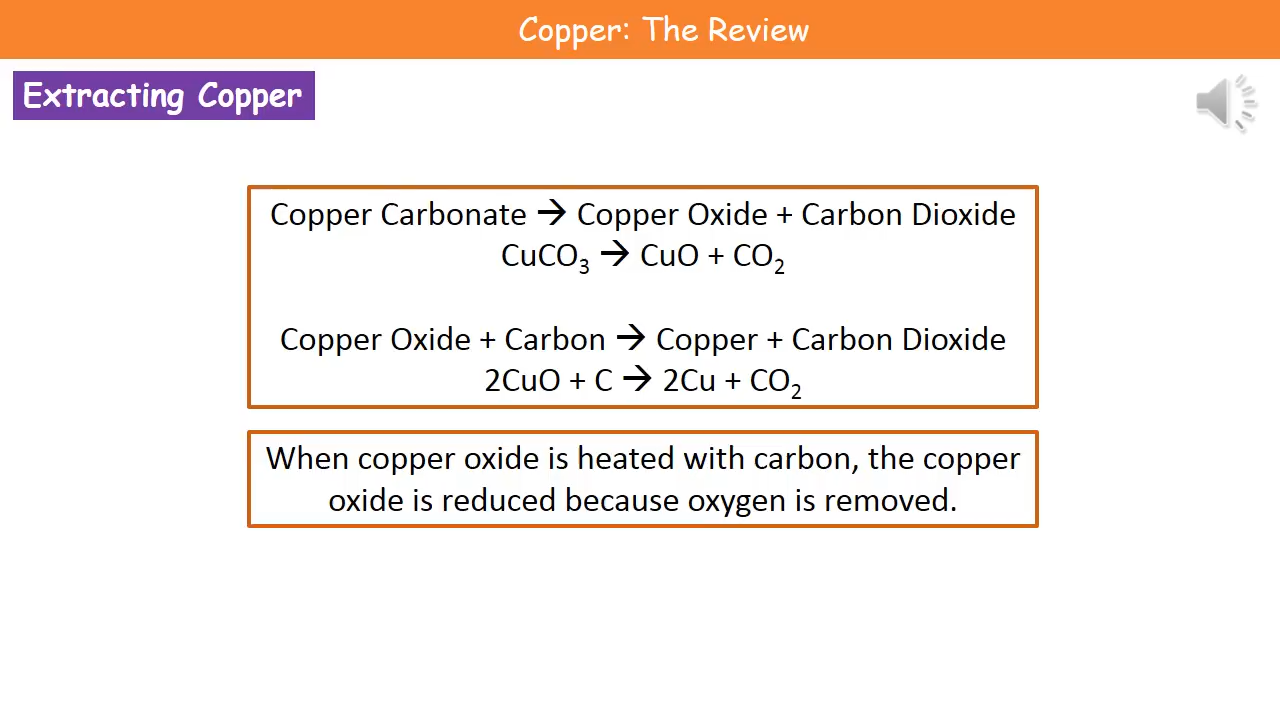 Copper: The Review
Extracting Copper
Copper Carbonate → Copper Oxide + Carbon Dioxide
CuCO₃ → CuO + CO₂
Copper Oxide + Carbon → Copper + Carbon Dioxide
2CuO + C → 2Cu + CO₂
When copper oxide is heated with carbon, the copper
oxide is reduced because oxygen is removed.